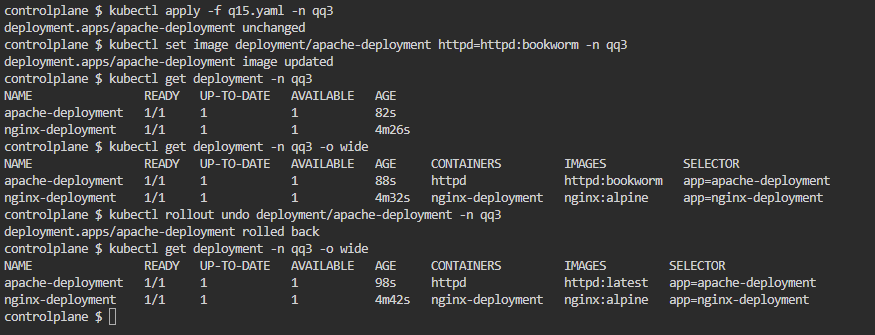 controlplane $ kubectl apply -f q15.yaml -n qq3
deployment.apps/apache-deployment unchanged
controlplane $ kubectl set image deployment/apache-deployment httpd=httpd:bookworm -n qq3
deployment.apps/apache-deployment image updated
controlplane $ kubectl get deployment -n qq3
NAME                READY   UP-TO-DATE   AVAILABLE   AGE
apache-deployment   1/1     1            1           82s
nginx-deployment    1/1     1            1           4m26s
controlplane $ kubectl get deployment -n qq3 -o wide
NAME                READY   UP-TO-DATE   AVAILABLE   AGE     CONTAINERS         IMAGES           SELECTOR
apache-deployment   1/1     1            1           88s     httpd              httpd:bookworm   app=apache-deployment
nginx-deployment    1/1     1            1           4m32s   nginx-deployment   nginx:alpine     app=nginx-deployment
controlplane $ kubectl rollout undo deployment/apache-deployment -n qq3
deployment.apps/apache-deployment rolled back
controlplane $ kubectl get deployment -n qq3 -o wide
NAME                READY   UP-TO-DATE   AVAILABLE   AGE     CONTAINERS         IMAGES         SELECTOR
apache-deployment   1/1     1            1           98s     httpd              httpd:latest   app=apache-deployment
nginx-deployment    1/1     1            1           4m42s   nginx-deployment   nginx:alpine   app=nginx-deployment
controlplane $